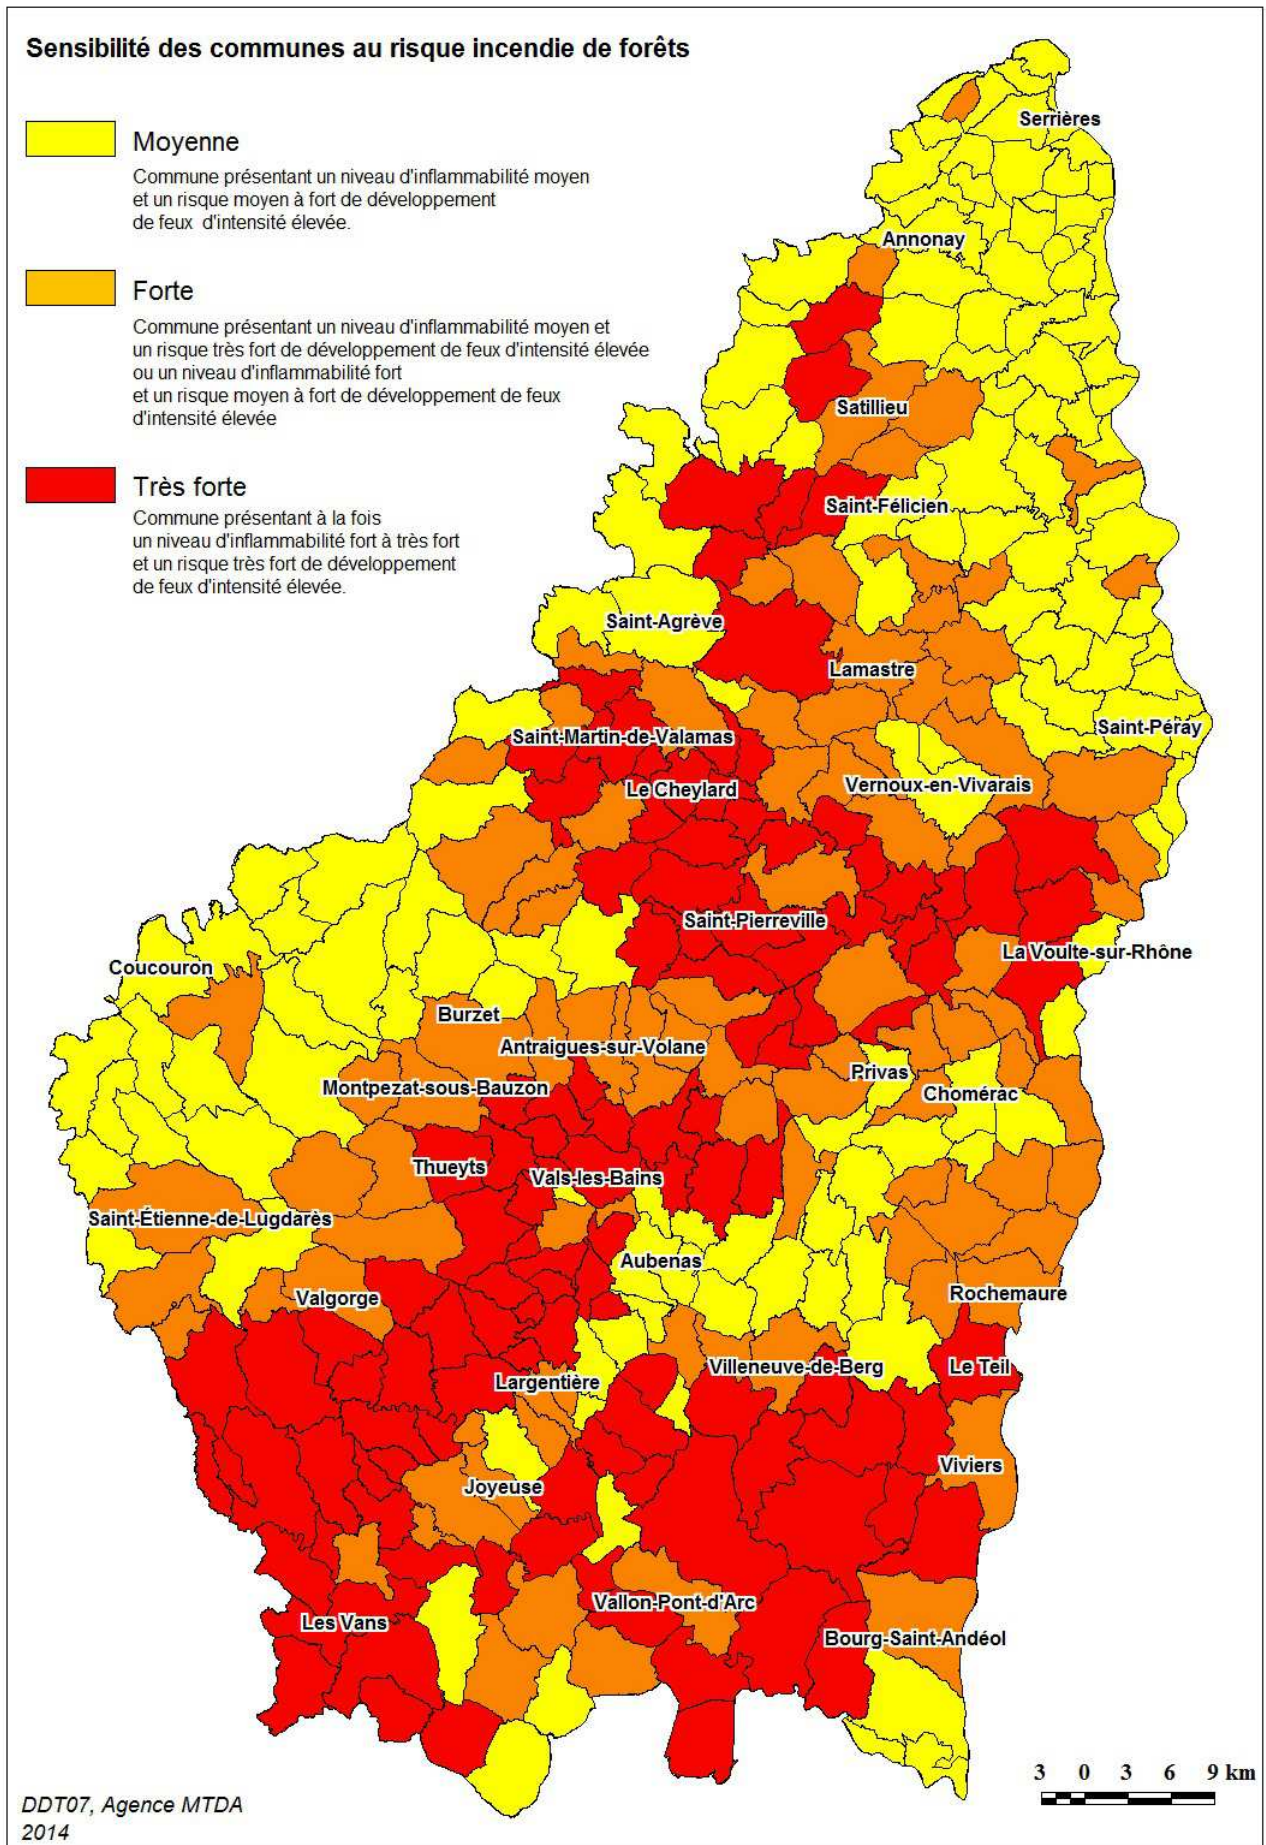 Sensibilité des communes au risque incendie de forêts
Moyenne
Commune présentant un niveau d'inflammabilité moyen
et un risque moyen à fort de développement
de feux d'intensité élevée.
Forte
Commune présentant un niveau d'inflammabilité moyen et
un risque très fort de développement de feux d'intensité élevée
ou un niveau d'inflammabilité fort
et un risque moyen à fort de développement de feux
d'intensité élevée
Très forte
Commune présentant à la fois
un niveau d'inflammabilité fort à très fort
et un risque très fort de développement
de feux d'intensité élevée.
Serrières
Annonay
Satillieu
Saint-Félicien
Saint-Agrève
Lamastre
Saint-Péray
Saint-Martin-de-Valamas
Le Cheylard
Vernoux-en-Vivarais
Saint-Pierreville
La Voulte-sur-Rhône
Coucouron
Burzet
Antraigues-sur-Volane
Privas
Montpezat-sous-Bauzon
Chomérac
Thueyts
Vals-les-Bains
Saint-Étienne-de-Lugdarès
Aubenas
Valgorge
Rochemaure
Villeneuve-de-Berg
Le Teil
Largentière
Viviers
Joyeuse
Vallon-Pont-d'Arc
Les Vans
Bourg-Saint-Andéol
3 0 3 6 9 km
DDT07, Agence MTDA
2014